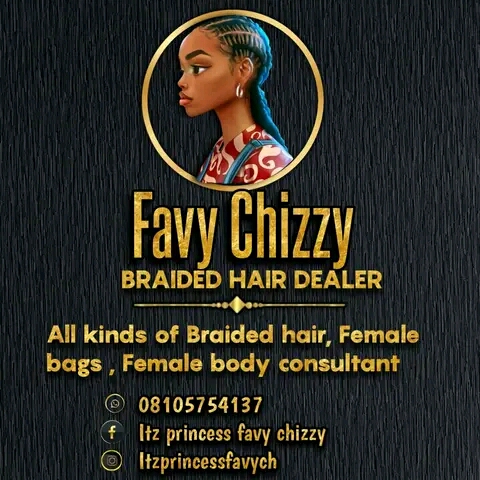 Favy Chizzy
BRAIDED HAIR DEALER
All kinds of Braided hair, Female
bags , Female body consultant
08105754137
Itz princess favy chizzy
Itzprincessfavych